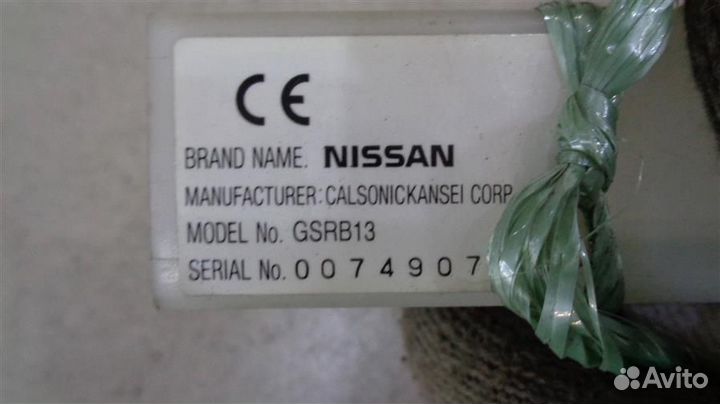 CE
BRAND NAME. NISSAN
MANUFACTURER: CALSONICKANSEI CORP
MODEL No. GSRB13
SERIAL No. 0074907
Avito